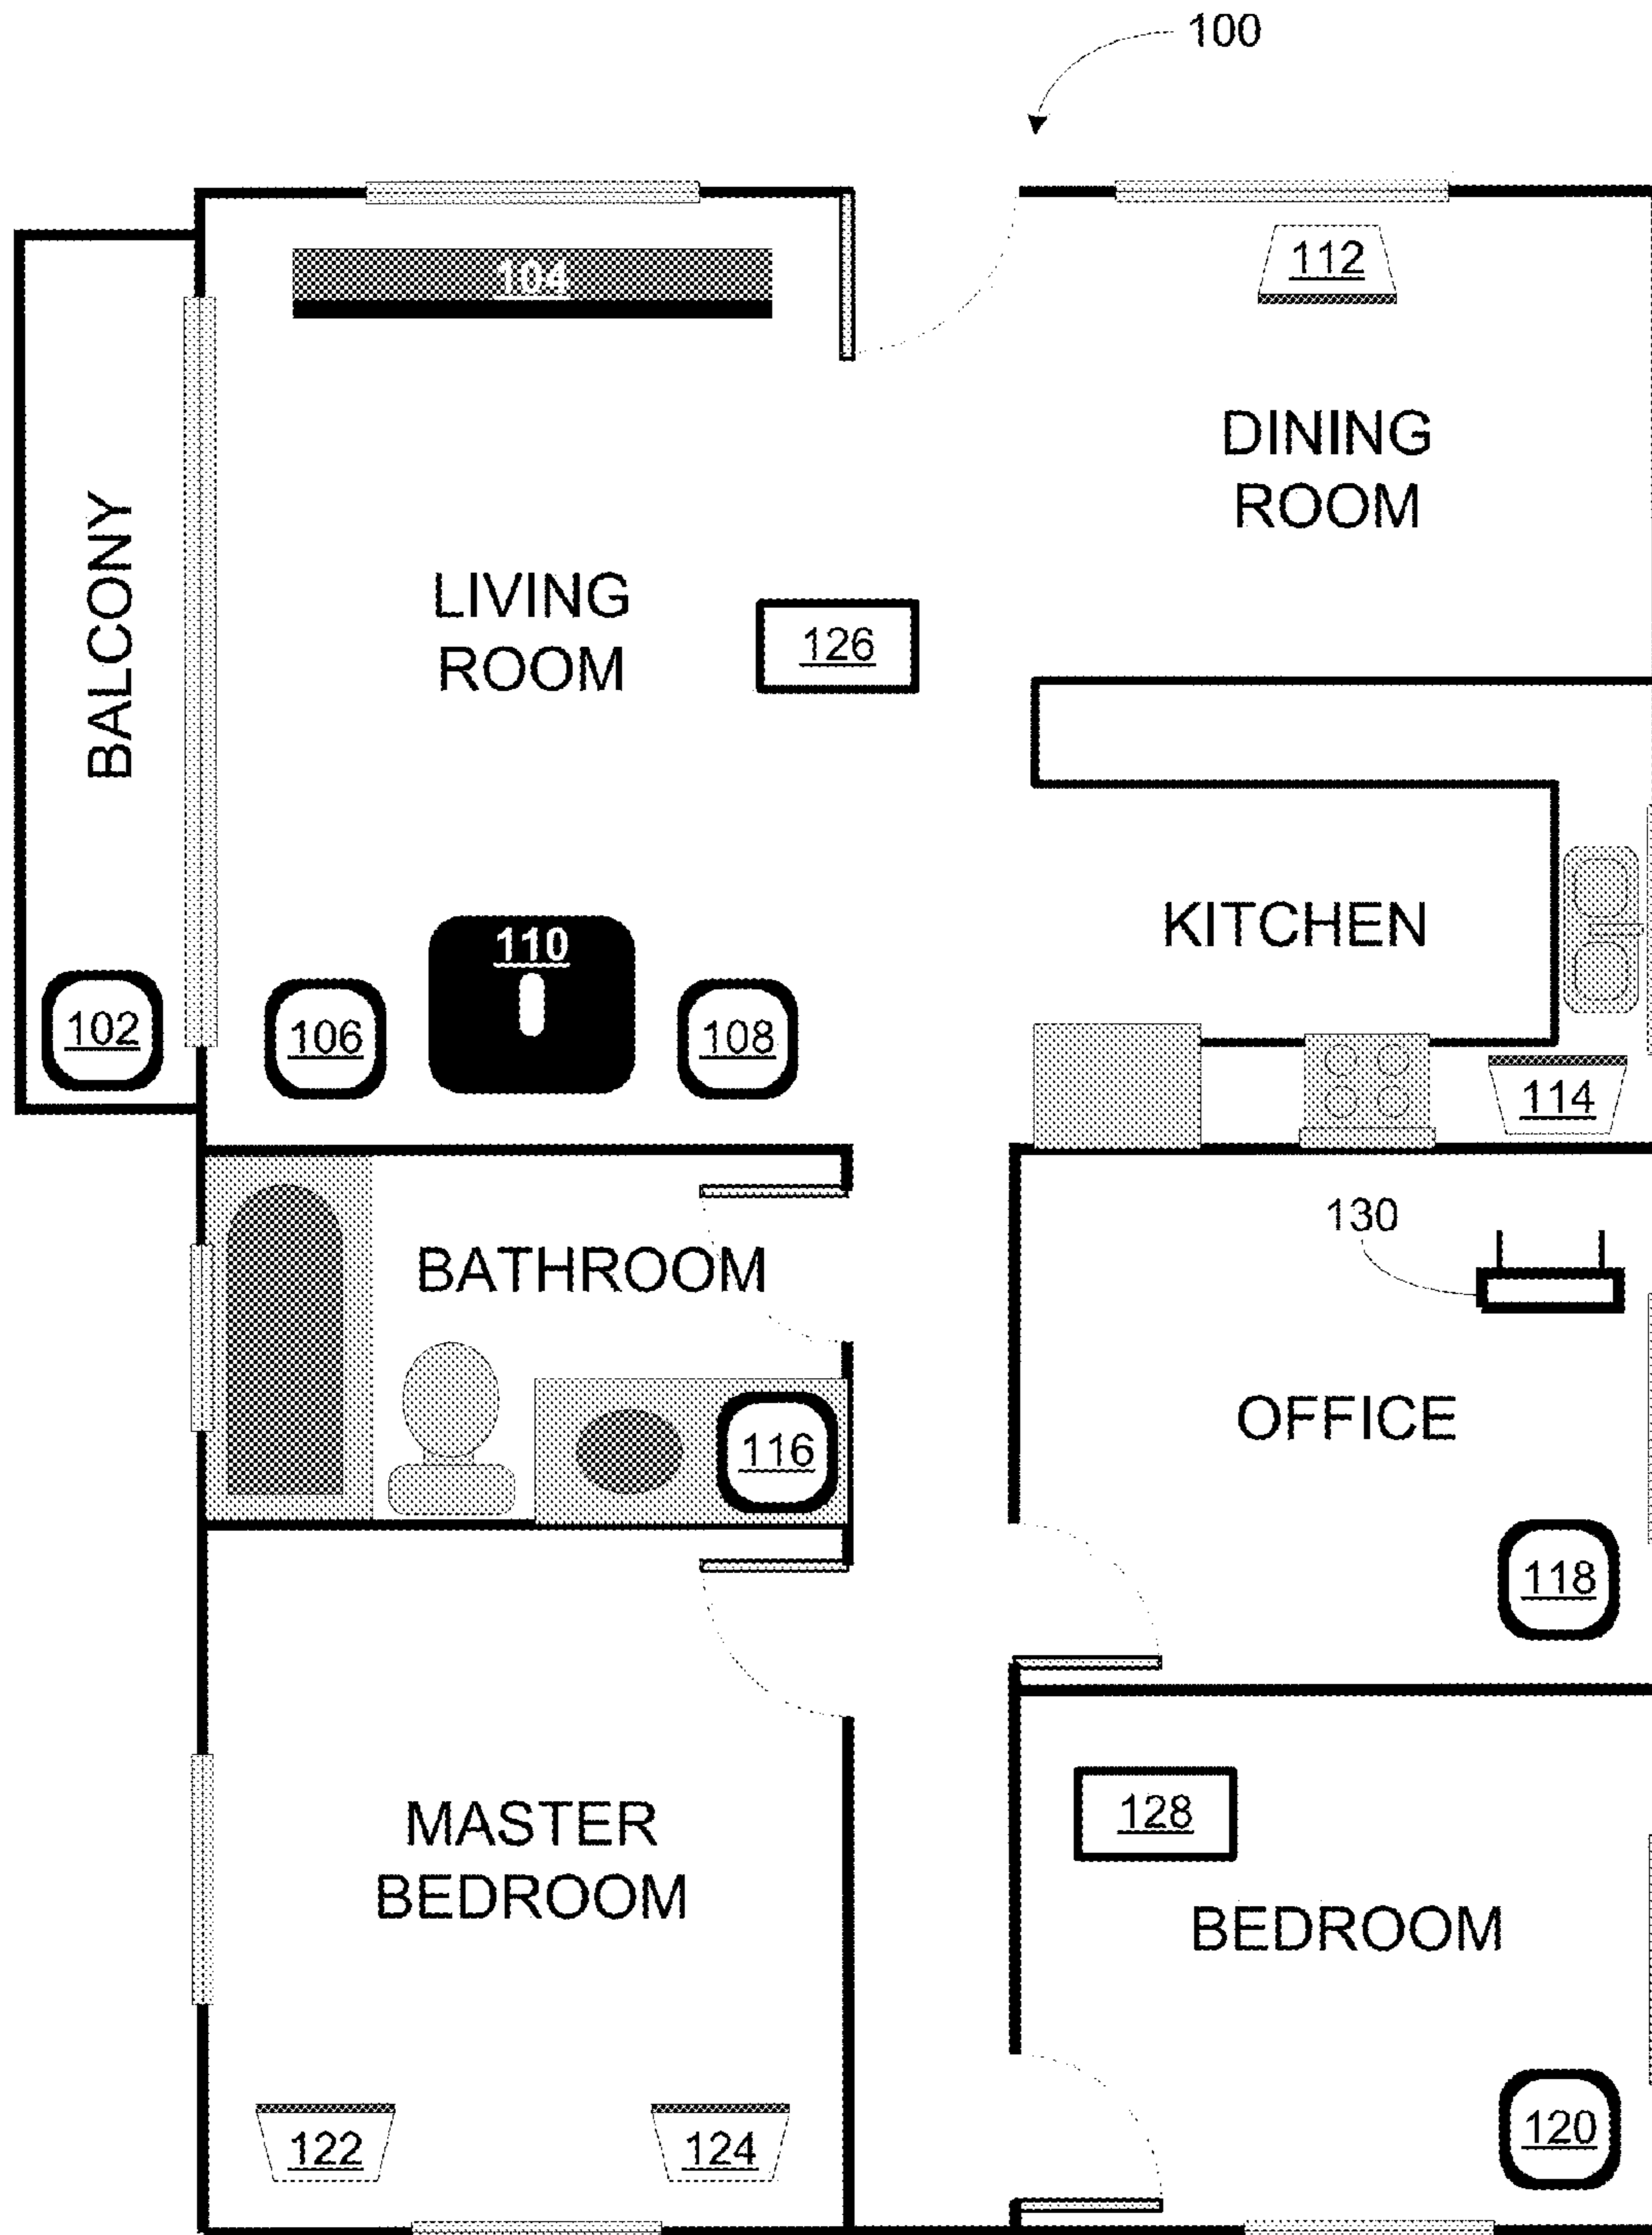 100
104
112
DINING
ROOM
BALCONY
LIVING
ROOM
126
KITCHEN
110
102
106
108
114
130
BATHROOM
OFFICE
116
118
128
MASTER
BEDROOM
BEDROOM
122
124
120